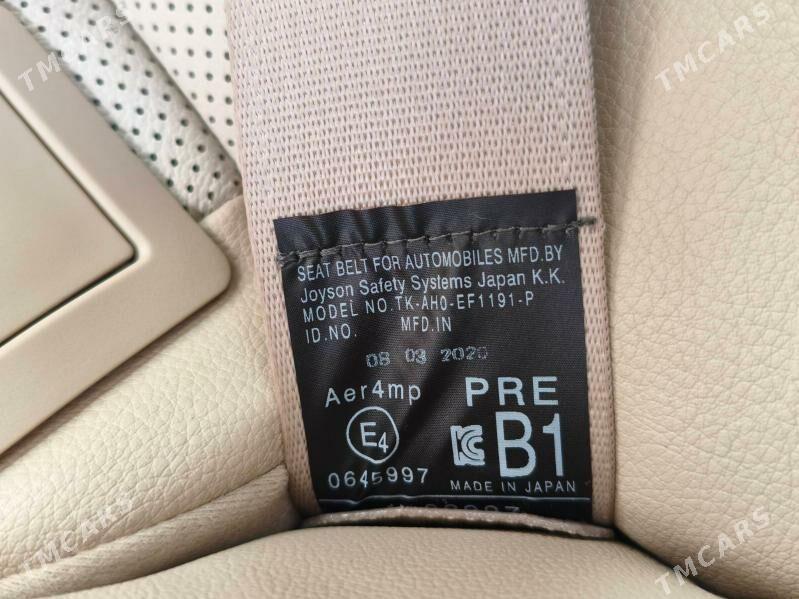 TMCARS
TMCARS
SEAT BELT FOR AUTOMOBILES MFD.BY
Joyson Safety Systems Japan K.K.
MODEL NO.TK-AH0-EF1191-P
ID.NO. MFD.IN
08 03 2020
Aer4mp PRE
E4 KC B1
0645997
MADE IN JAPAN
TMCARS
TMCARS